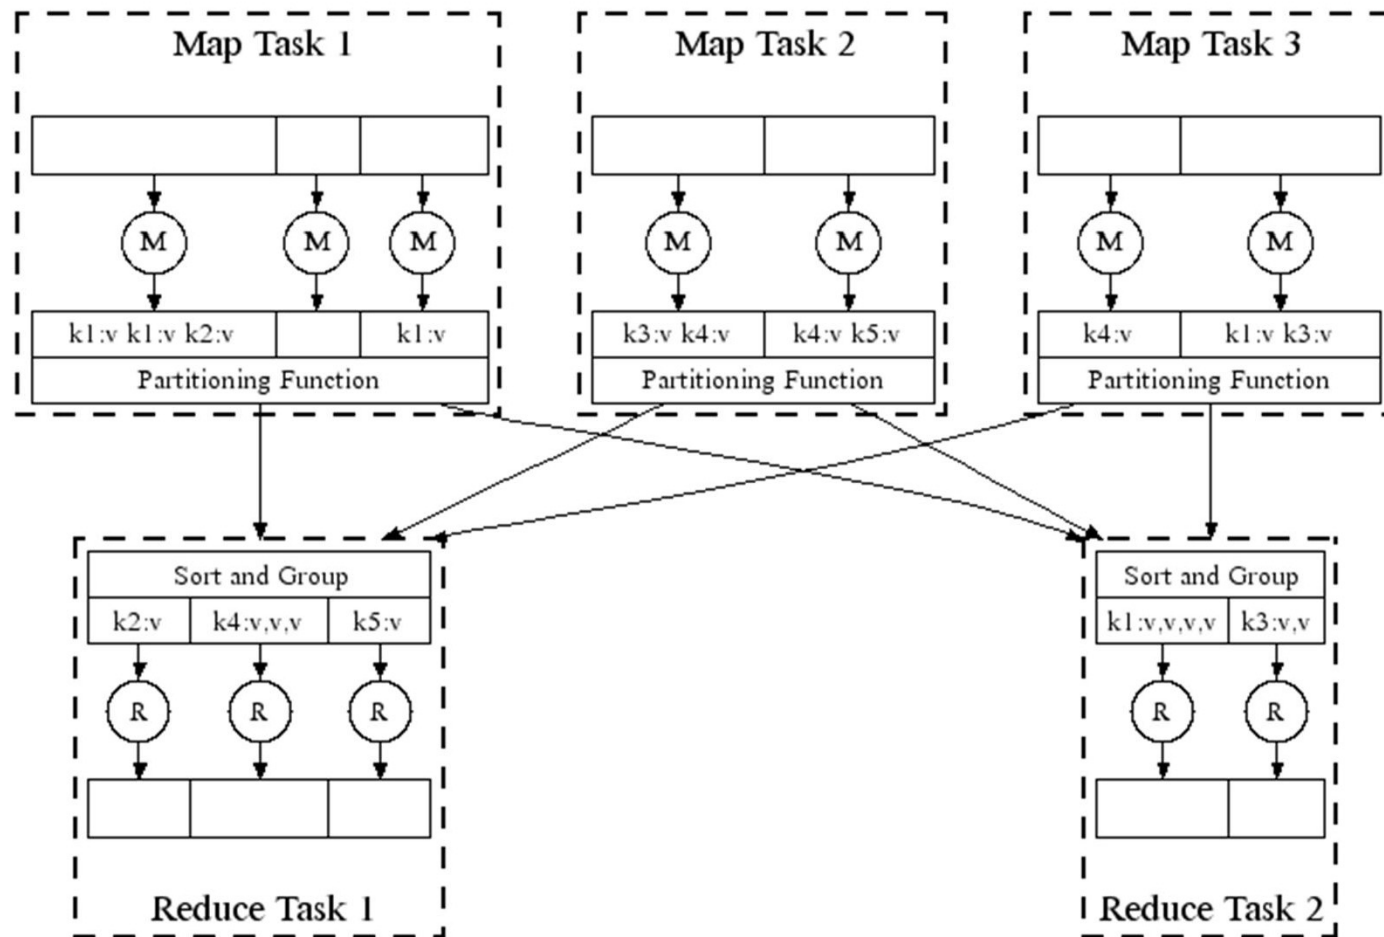 Map Task 1
Map Task 2
Map Task 3
M
M
M
M
M
M
M
k1:v k1:v k2:v
k1:v
k3:v k4:v
k4:v k5:v
k4:v
k1:v k3:v
Partitioning Function
Partitioning Function
Partitioning Function
Sort and Group
Sort and Group
k2:v
k4:v,v,v
k5:v
k1:v,v,v,v
k3:v,v
R
R
R
R
R
Reduce Task 1
Reduce Task 2